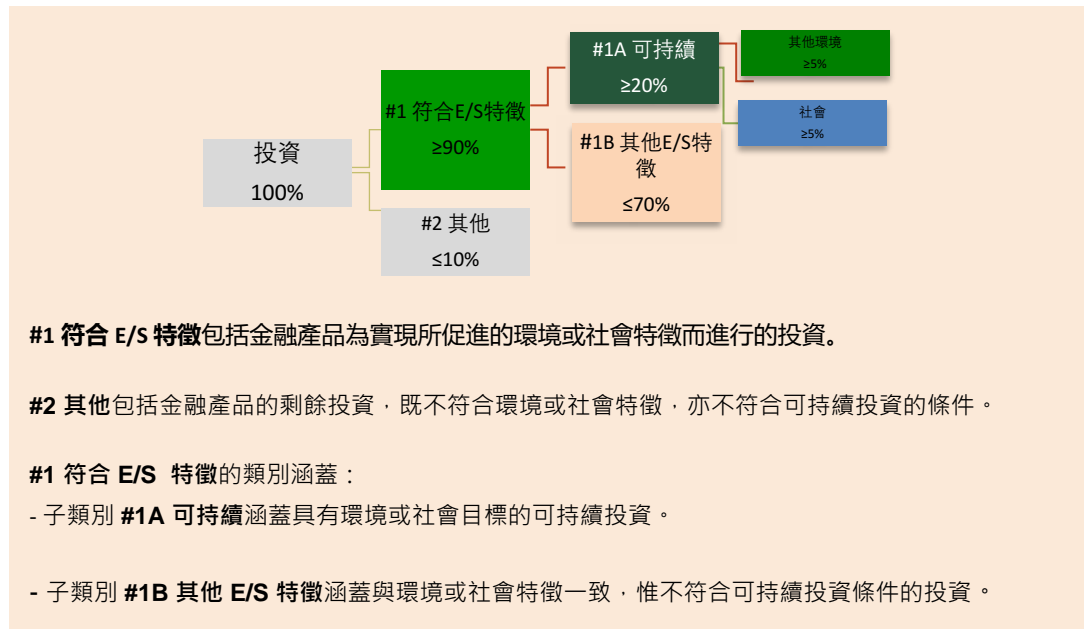 投資
100%
#1 符合E/S特徵
≥90%
#2 其他
≤10%
#1A 可持續
≥20%
#1B 其他E/S特
徵
≤70%
其他環境
≥5%
社會
≥5%
#1 符合 E/S 特徵包括金融產品為實現所促進的環境或社會特徵而進行的投資。
#2 其他包括金融產品的剩餘投資，既不符合環境或社會特徵，亦不符合可持續投資的條件。
#1 符合 E/S 特徵的類別涵蓋：
- 子類別 #1A 可持續涵蓋具有環境或社會目標的可持續投資。
- 子類別 #1B 其他 E/S 特徵涵蓋與環境或社會特徵一致，惟不符合可持續投資條件的投資。